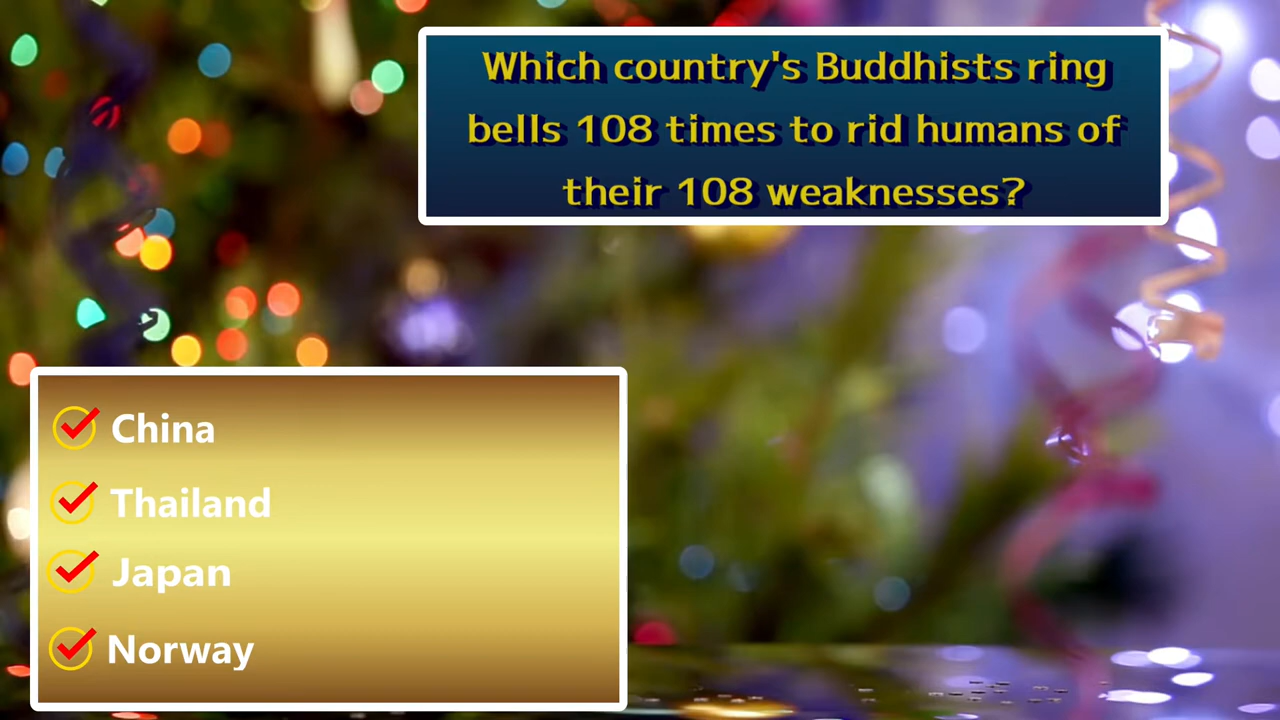 Which country's Buddhists ring
bells 108 times to rid humans of
their 108 weaknesses?
China
Thailand
Japan
Norway